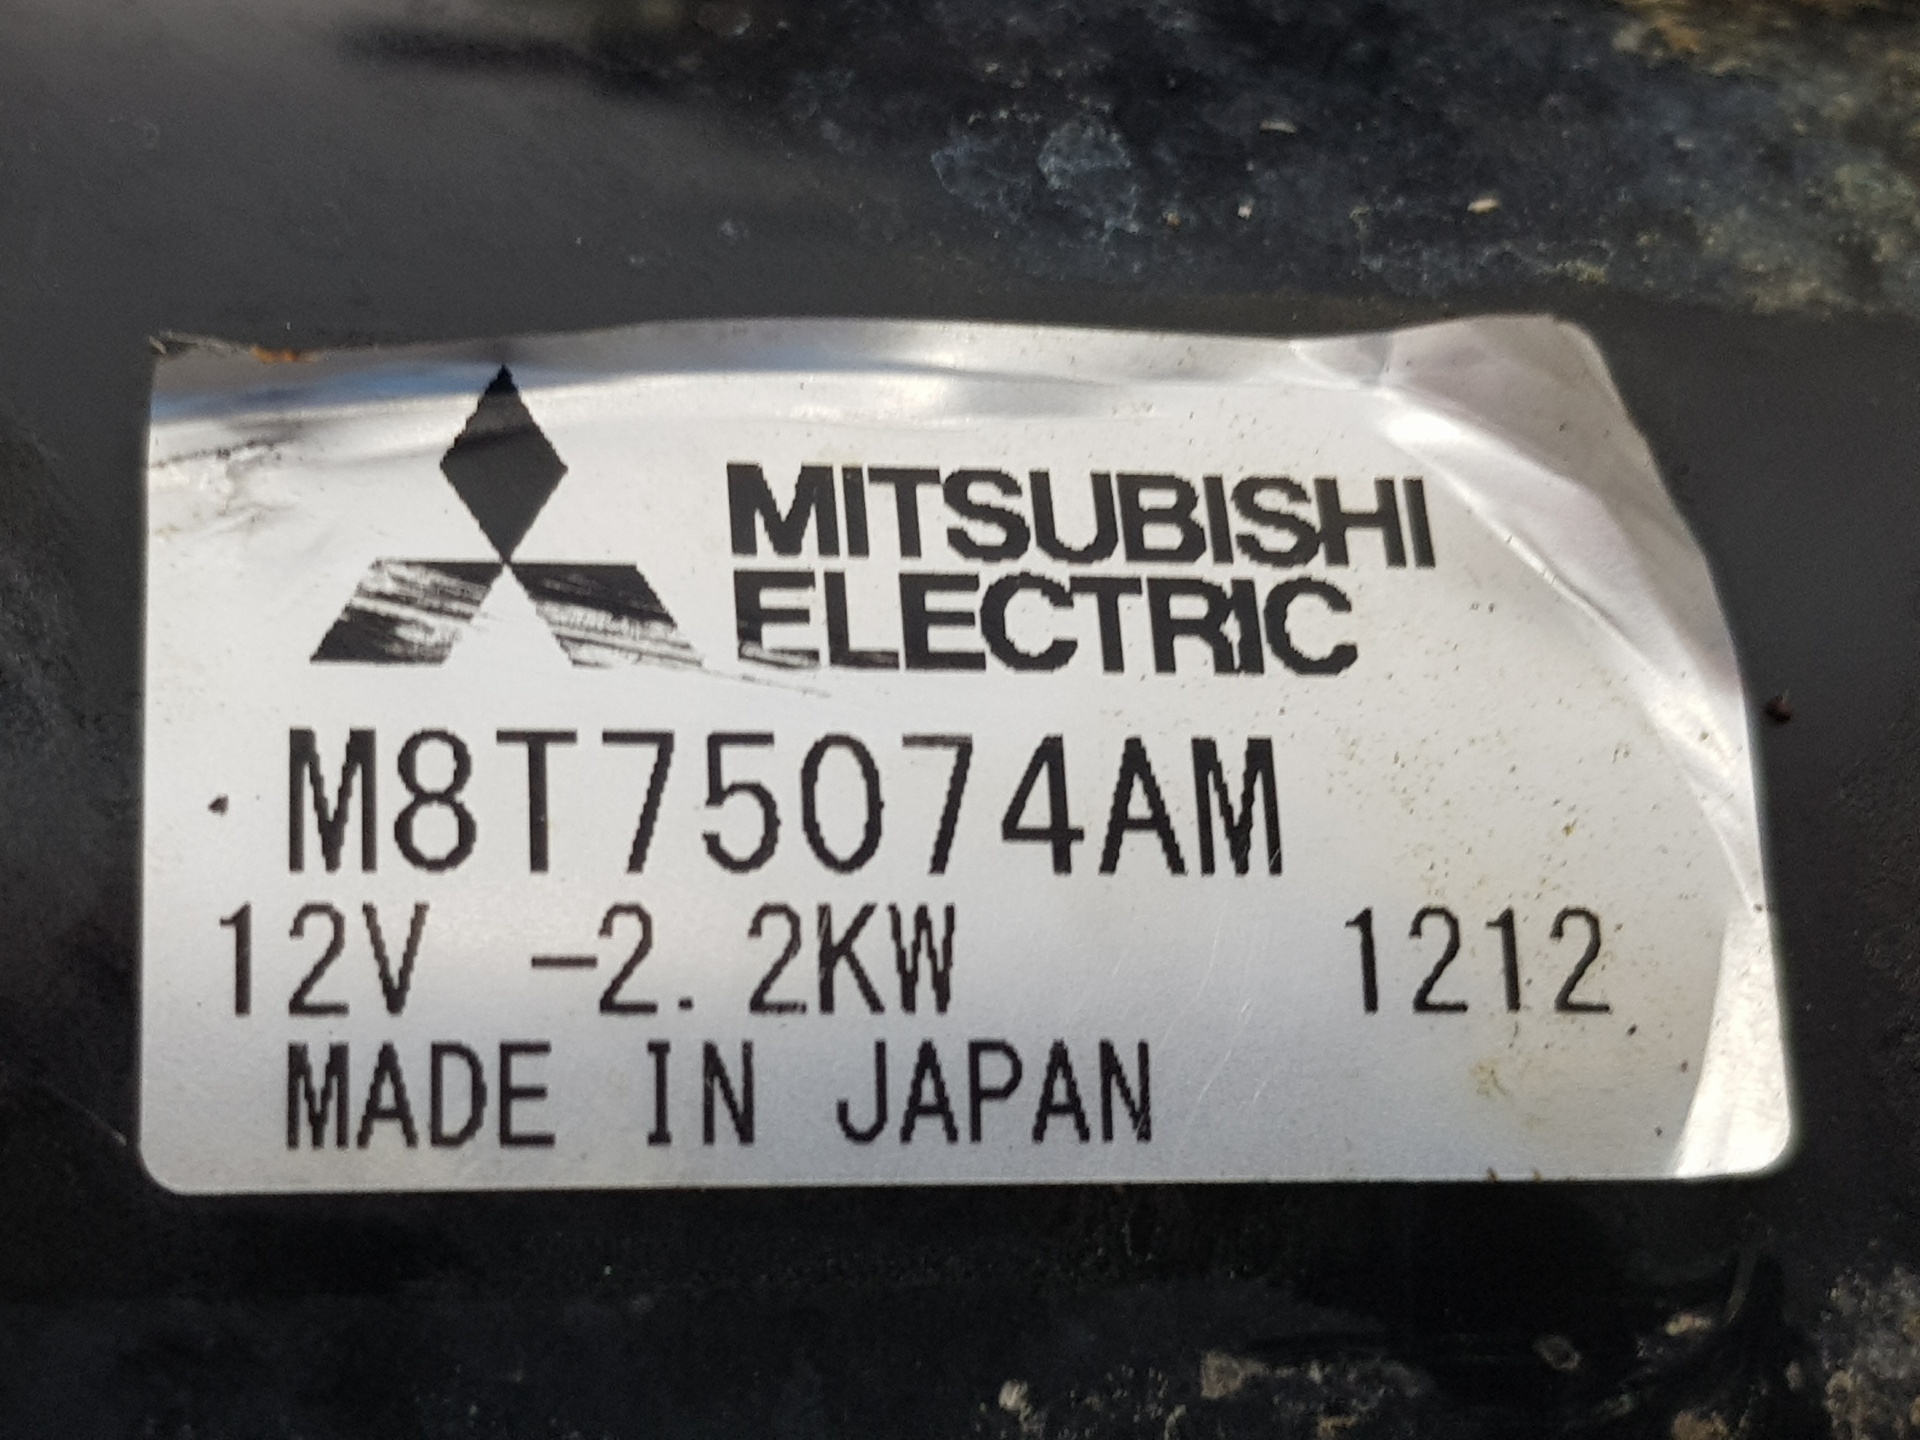 MITSUBISHI
ELECTRIC
M8T75074AM
12V -2.2KW 1212
MADE IN JAPAN